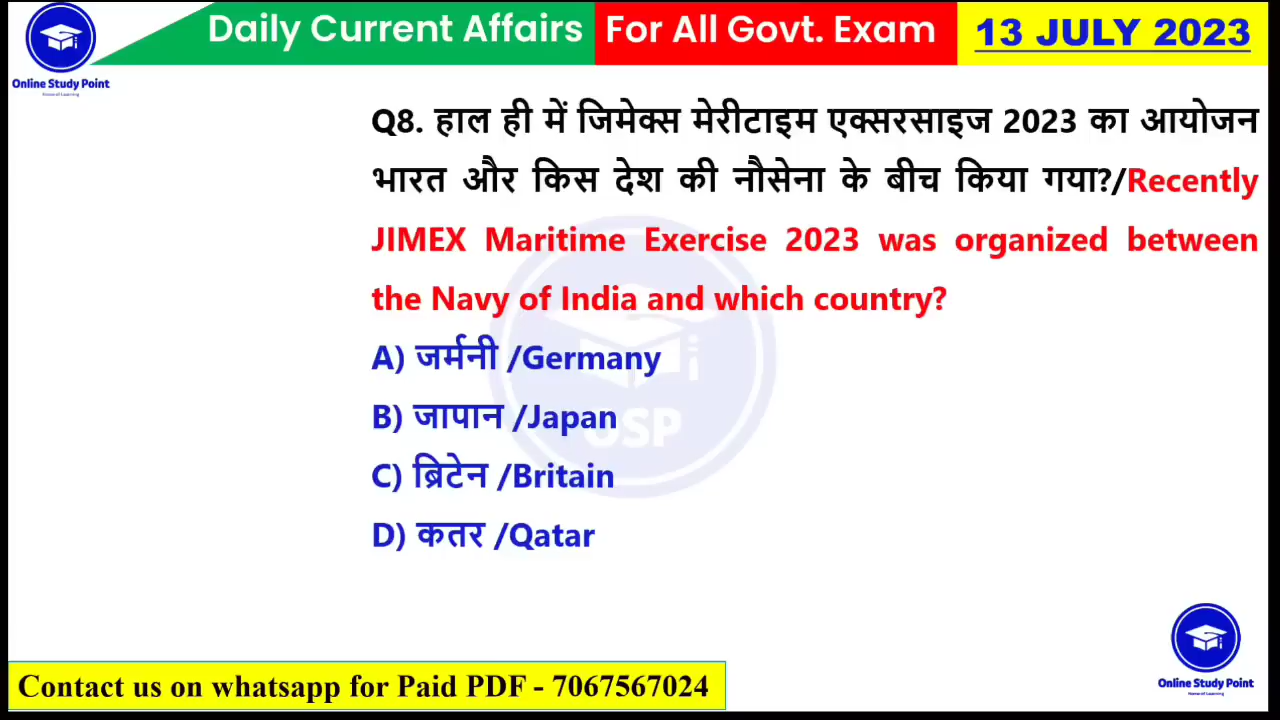 Daily Current Affairs For All Govt. Exam 13 JULY 2023
Online Study Point
Q8. हाल ही में जिमेक्स मेरीटाइम एक्सरसाइज 2023 का आयोजन
भारत और किस देश की नौसेना के बीच किया गया?/Recently
JIMEX Maritime Exercise 2023 was organized between
the Navy of India and which country?
A) जर्मनी /Germany
B) जापान /Japan
C) ब्रिटेन /Britain
D) कतर /Qatar
OSP
Contact us on whatsapp for Paid PDF - 7067567024
Online Study Point